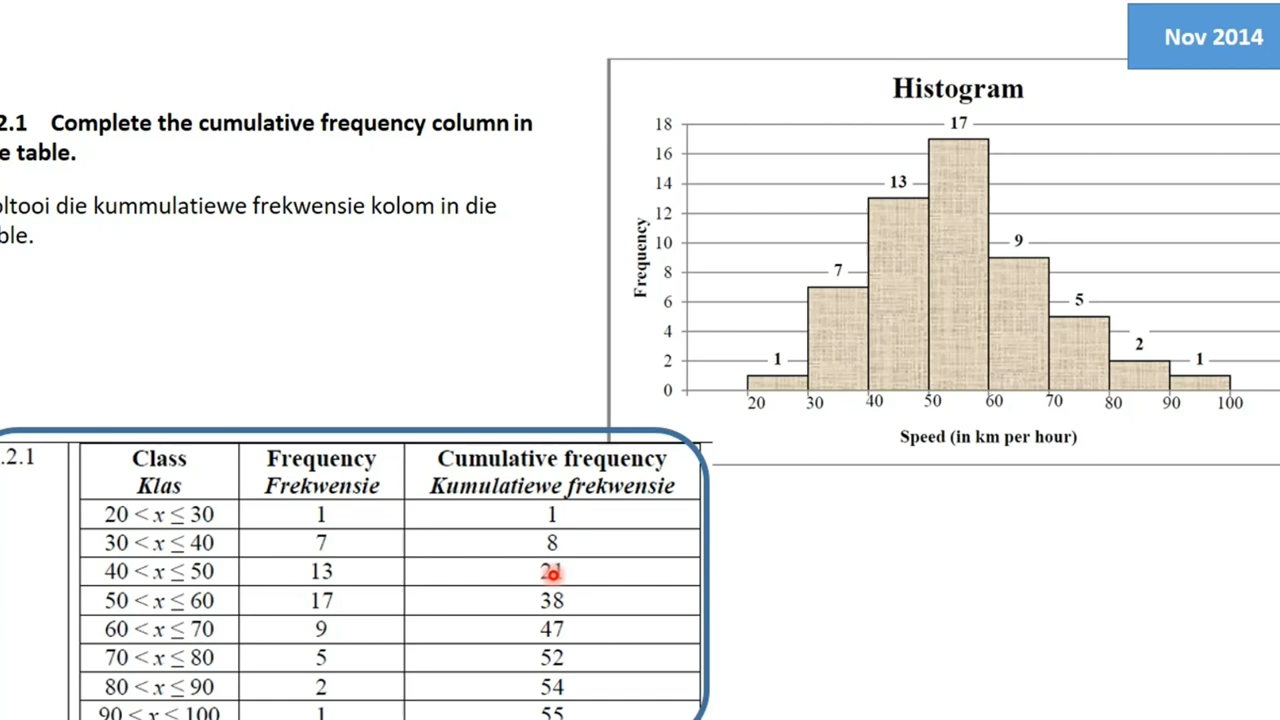 Nov 2014
2.1 Complete the cumulative frequency column in
e table.
oltooi die kummulatiewe frekwensie kolom in die
ble.
Histogram
Frequency
18
16
14
12
10
8
6
4
2
0
1
7
13
17
9
5
2
1
20 30 40 50 60 70 80 90 100
Speed (in km per hour)
.2.1
Class Frequency Cumulative frequency
Klas Frekwensie Kumulatiewe frekwensie
20 < x ≤ 30 1 1
30 < x ≤ 40 7 8
40 < x ≤ 50 13 21
50 < x ≤ 60 17 38
60 < x ≤ 70 9 47
70 < x ≤ 80 5 52
80 < x ≤ 90 2 54
90 < x ≤ 100 1 55